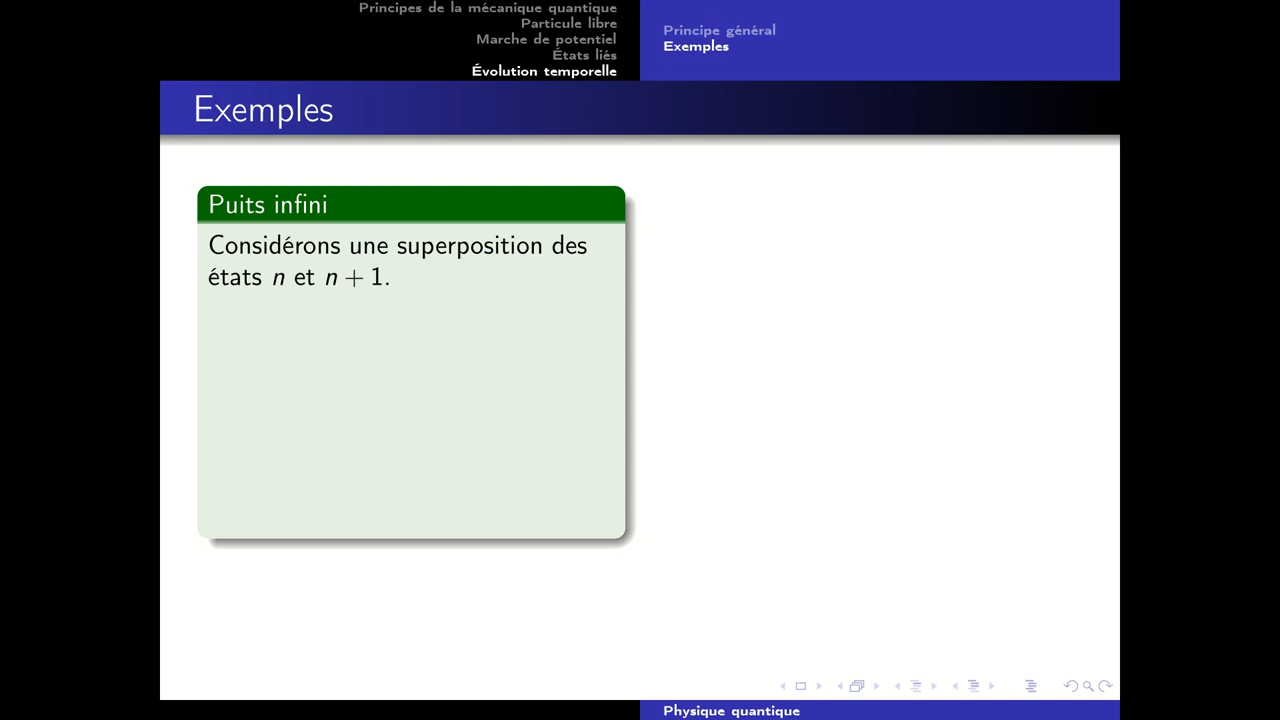 Principes de la mécanique quantique
Particule libre
Marche de potentiel
États liés
Évolution temporelle
Principe général
Exemples
Exemples
Puits infini
Considérons une superposition des
états n et n + 1.
Physique quantique